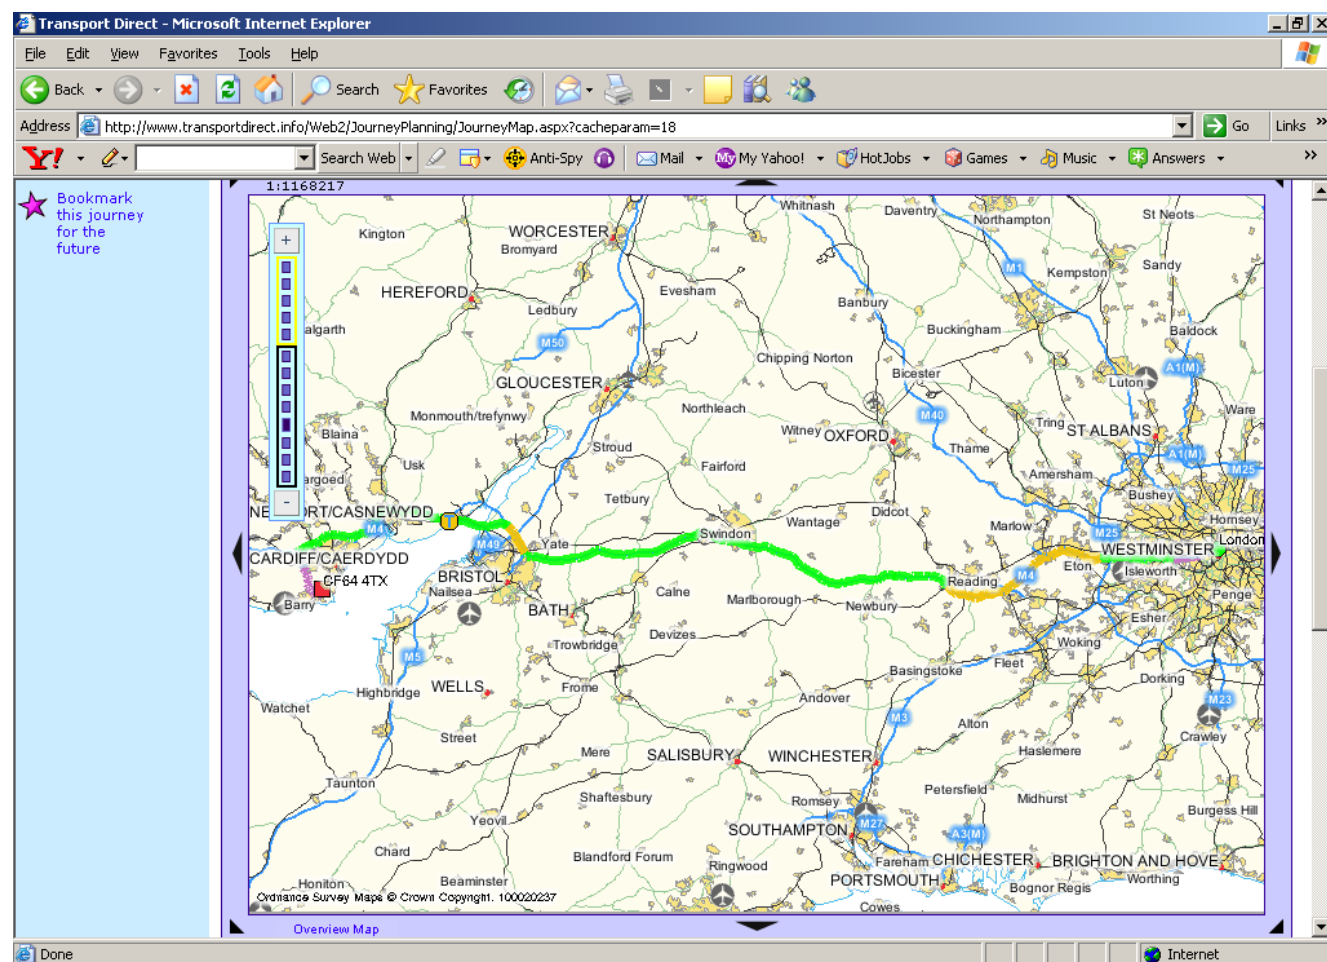 Transport Direct - Microsoft Internet Explorer
File Edit View Favorites Tools Help
Back Search Favorites
Address http://www.transportdirect.info/Web2/JourneyPlanning/JourneyMap.aspx?cacheparam=18 Go Links »
Y! Search Web Anti-Spy Mail My My Yahoo! HotJobs Games Music Answers »
Bookmark
this journey
for the
future
1:1168217
+
-
Whitnash Daventry Northampton St Neots
Kington WORCESTER
Bromyard
M1 Kempston Sandy
HEREFORD Evesham Banbury
Ledbury
algarth Buckingham Baldock
M50
Chipping Norton
Bicester A1(M)
GLOUCESTER Luton
Monmouth/trefynwy Northleach M40 Ware
Blaina Witney OXFORD Tring ST ALBANS
Stroud Thame A1(M)
Usk Fairford M25
argoed Amersham
Tetbury Bushey
NEWPORT/CASNEWYDD Didcot
T Wantage Marlow Hornsey
M4 Swindon M25
M49 Yate WESTMINSTER London
CARDIFF/CAERDYDD Eton Isleworth
CF64 4TX BRISTOL Reading M4
Nailsea Calne Penge
Barry BATH Marlborough Newbury
Esher
Devizes
Trowbridge Woking
M5 Basingstoke Fleet
Dorking
Highbridge WELLS Frome
Andover M23
Watchet M3 Alton
Street Crawley
Mere SALISBURY WINCHESTER Haslemere
Taunton
Shaftesbury Romsey Petersfield Midhurst
Burgess Hill
Yeovil M27
SOUTHAMPTON A3(M)
Chard Blandford Forum
Ringwood Fareham CHICHESTER BRIGHTON AND HOVE
PORTSMOUTH Worthing
Honiton Beaminster Bognor Regis
Ordnance Survey Maps © Crown Copyright. 100020237
Cowes
Overview Map
Done Internet